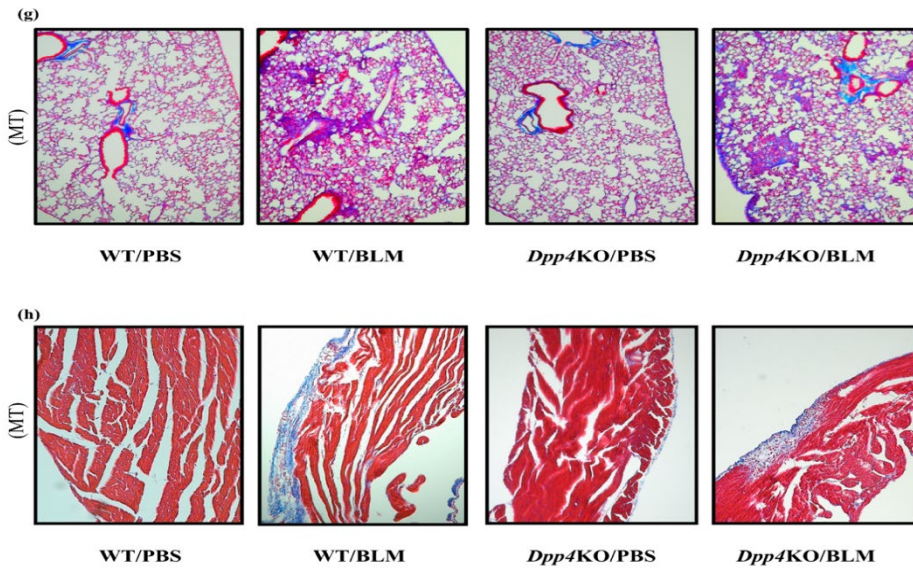 (g)
(MT)
WT/PBS WT/BLM Dpp4KO/PBS Dpp4KO/BLM
(h)
(MT)
WT/PBS WT/BLM Dpp4KO/PBS Dpp4KO/BLM